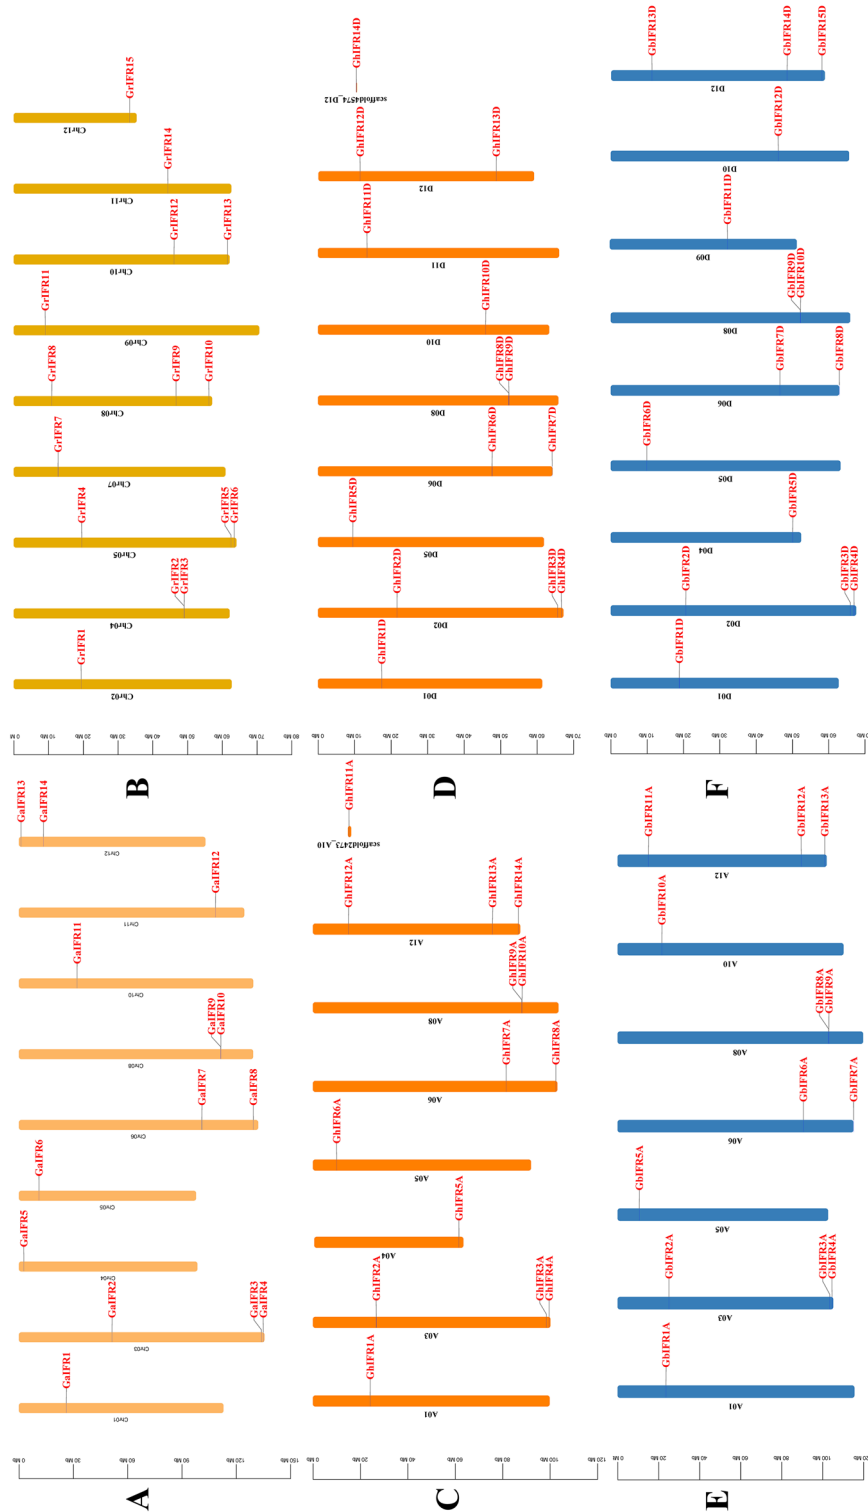 A
0 Mb
30 Mb
60 Mb
90 Mb
120 Mb
150 Mb
Chr01
GaIFR1
Chr03
GaIFR2
GaIFR3
GaIFR4
Chr04
GaIFR5
Chr05
GaIFR6
Chr06
GaIFR7
GaIFR8
Chr08
GaIFR9
GaIFR10
Chr10
GaIFR11
Chr11
GaIFR12
Chr12
GaIFR13
GaIFR14
B
0 Mb
10 Mb
20 Mb
30 Mb
40 Mb
50 Mb
60 Mb
70 Mb
80 Mb
Chr02
GrIFR1
Chr04
GrIFR2
GrIFR3
Chr05
GrIFR4
GrIFR5
GrIFR6
Chr07
GrIFR7
Chr08
GrIFR8
GrIFR9
GrIFR10
Chr09
GrIFR11
Chr10
GrIFR12
GrIFR13
Chr11
GrIFR14
Chr12
GrIFR15
C
0 Mb
20 Mb
40 Mb
60 Mb
80 Mb
100 Mb
120 Mb
A01
GhIFR1A
A03
GhIFR2A
GhIFR3A
GhIFR4A
A04
GhIFR5A
A05
GhIFR6A
A06
GhIFR7A
GhIFR8A
A08
GhIFR9A
GhIFR10A
A12
GhIFR12A
GhIFR13A
GhIFR14A
scaffold2473_A10
GhIFR11A
D
0 Mb
10 Mb
20 Mb
30 Mb
40 Mb
50 Mb
60 Mb
70 Mb
D01
GhIFR1D
D02
GhIFR2D
GhIFR3D
GhIFR4D
D05
GhIFR5D
D06
GhIFR6D
GhIFR7D
D08
GhIFR8D
GhIFR9D
D10
GhIFR10D
D11
GhIFR11D
D12
GhIFR12D
GhIFR13D
scaffold4574_D12
GhIFR14D
E
0 Mb
20 Mb
40 Mb
60 Mb
80 Mb
100 Mb
120 Mb
A01
GbIFR1A
A03
GbIFR2A
GbIFR3A
GbIFR4A
A05
GbIFR5A
A06
GbIFR6A
GbIFR7A
A08
GbIFR8A
GbIFR9A
A10
GbIFR10A
A12
GbIFR11A
GbIFR12A
GbIFR13A
F
0 Mb
10 Mb
20 Mb
30 Mb
40 Mb
50 Mb
60 Mb
70 Mb
D01
GbIFR1D
D02
GbIFR2D
GbIFR3D
GbIFR4D
D04
GbIFR5D
D05
GbIFR6D
D06
GbIFR7D
GbIFR8D
D08
GbIFR9D
GbIFR10D
D09
GbIFR11D
D10
GbIFR12D
D12
GbIFR13D
GbIFR14D
GbIFR15D